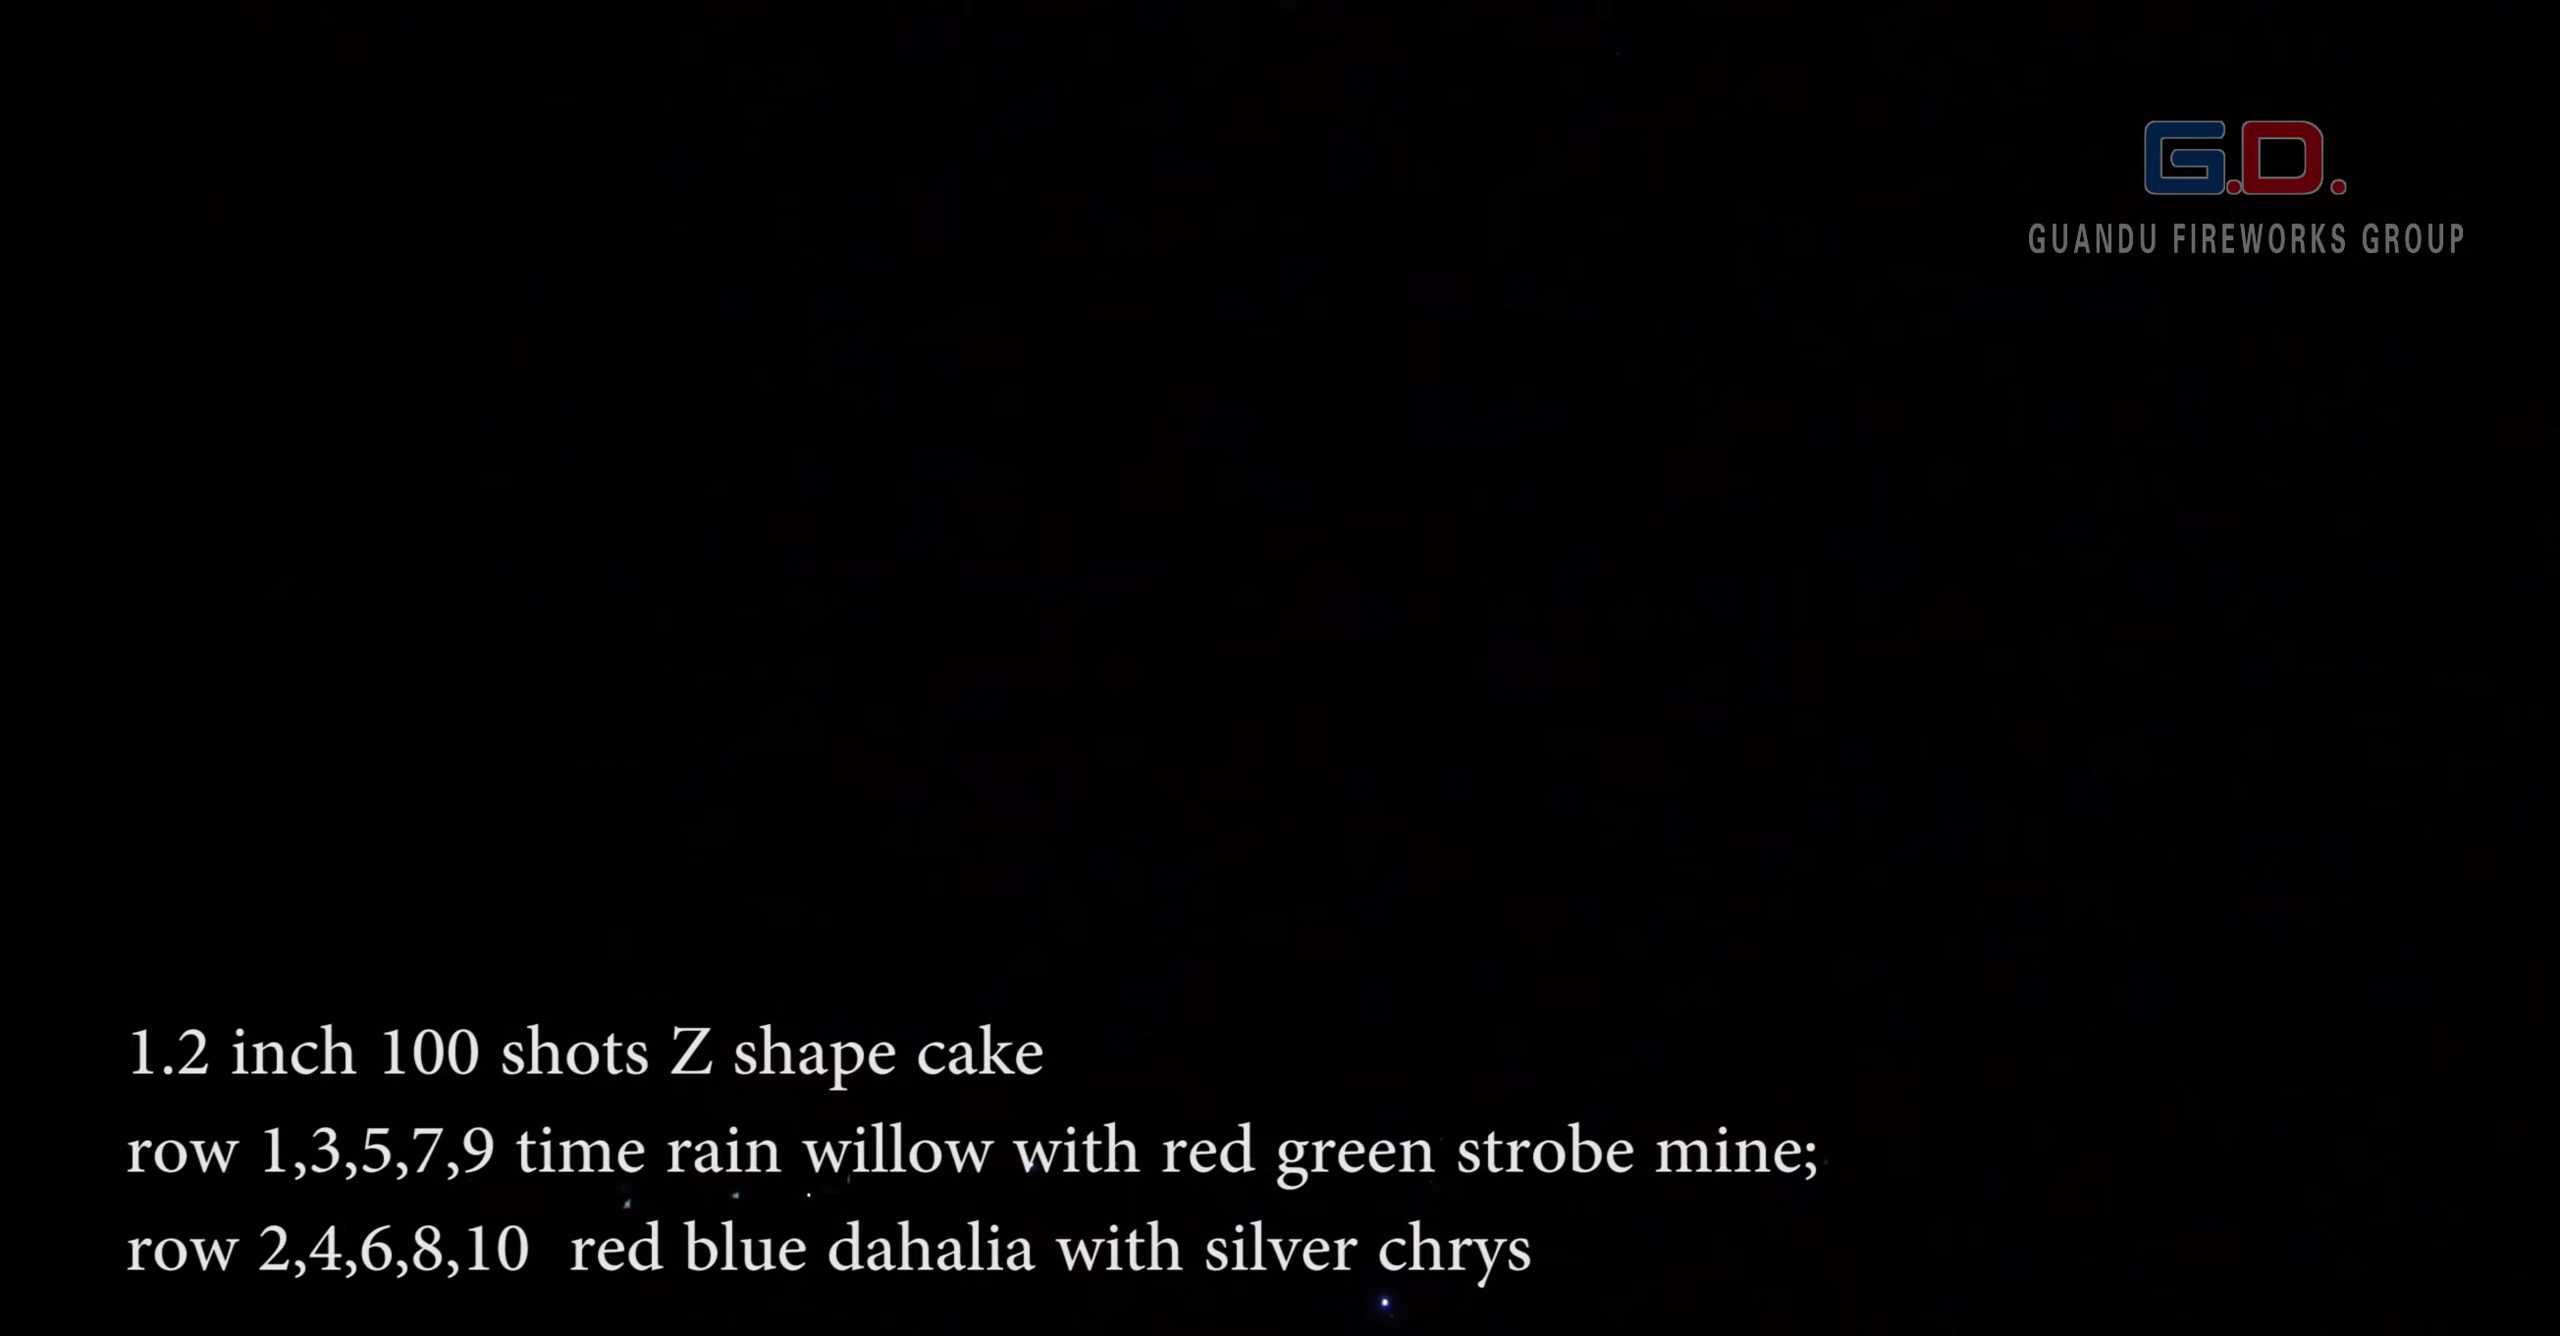 G.D.
GUANDU FIREWORKS GROUP
1.2 inch 100 shots Z shape cake
row 1,3,5,7,9 time rain willow with red green strobe mine;
row 2,4,6,8,10  red blue dahalia with silver chrys